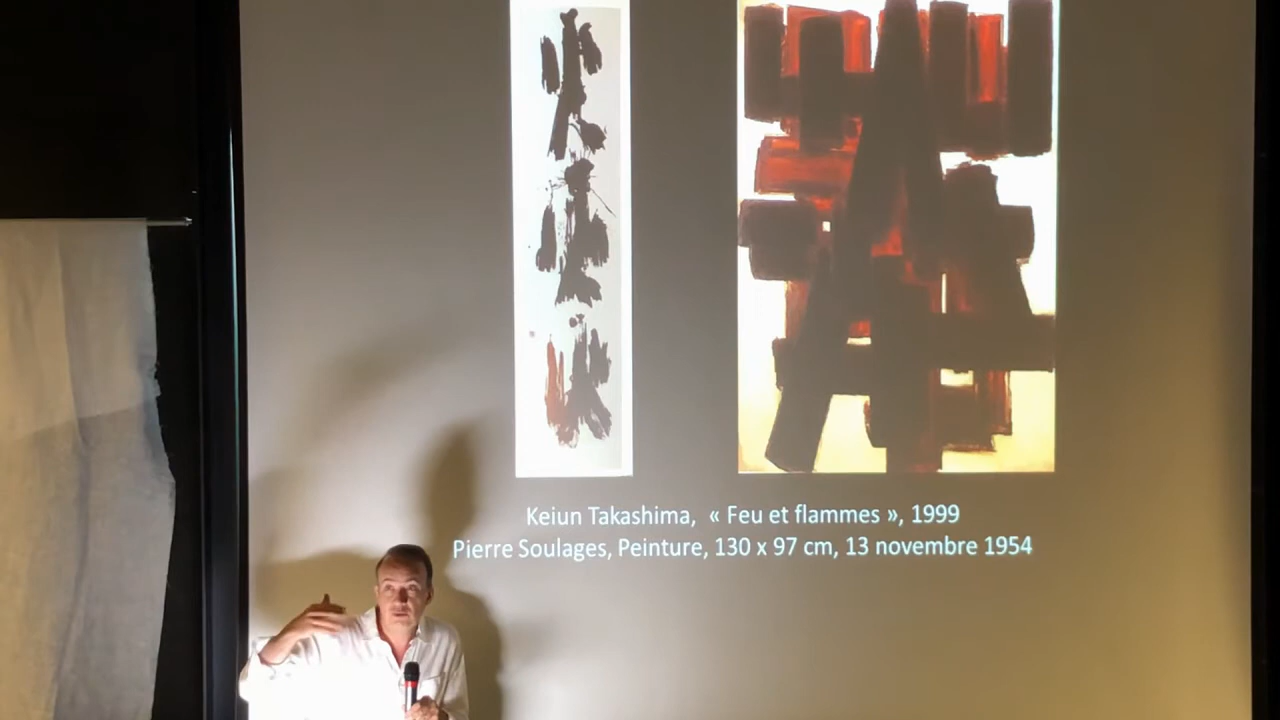 Keiun Takashima, « Feu et flammes », 1999
Pierre Soulages, Peinture, 130 x 97 cm, 13 novembre 1954